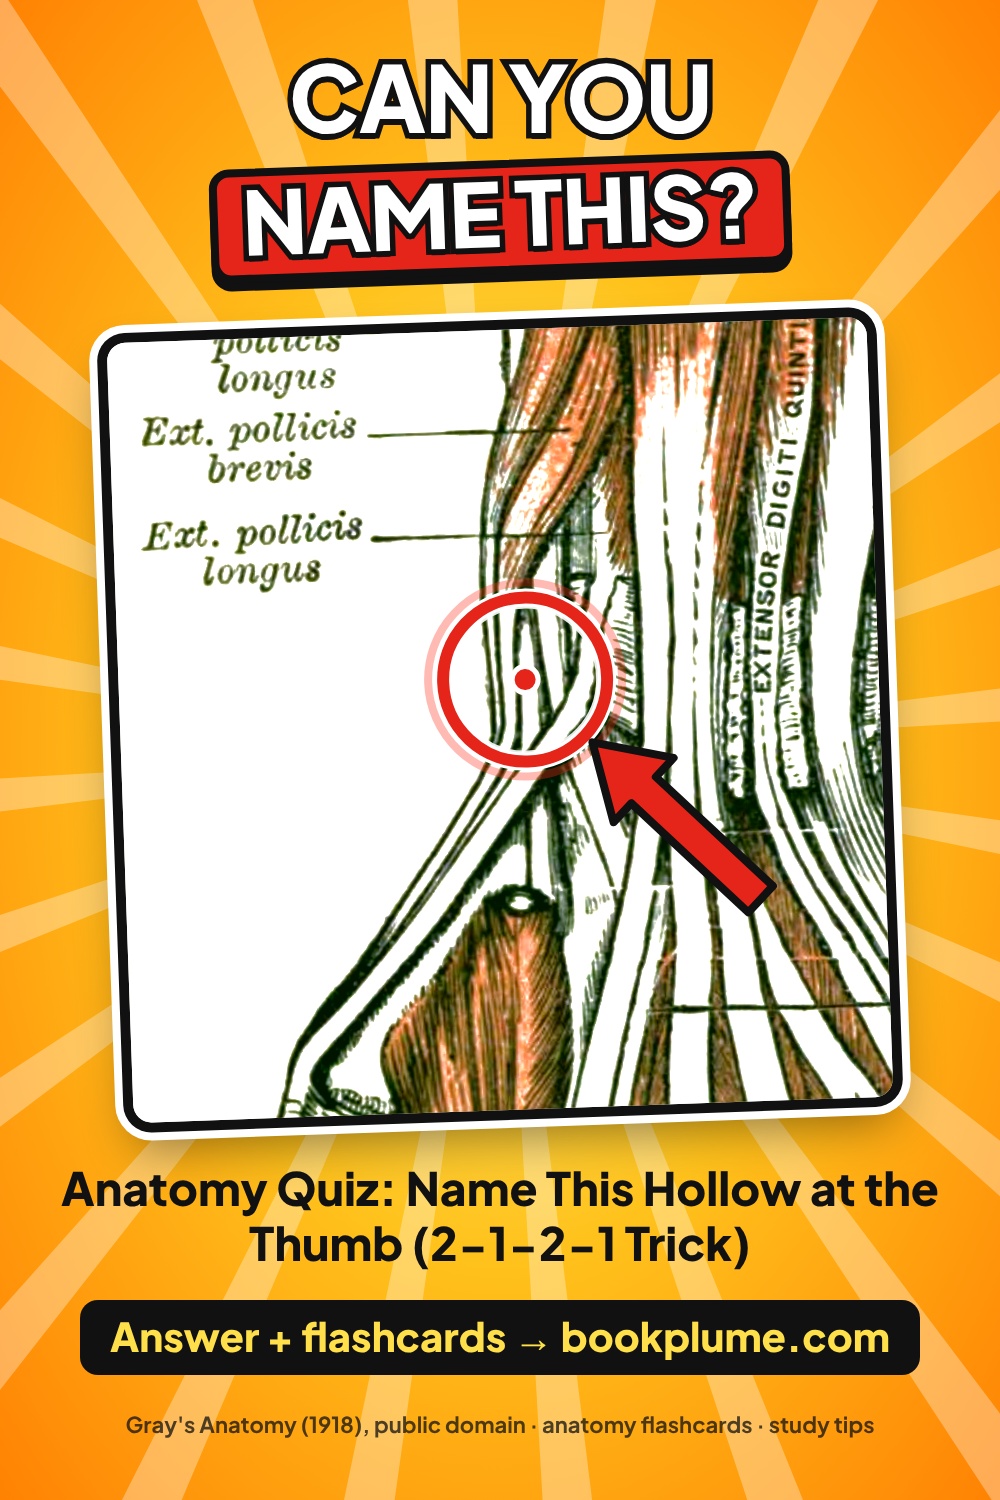 CAN YOU
NAME THIS?
pollicis
longus
Ext. pollicis
brevis
Ext. pollicis
longus
EXTENSOR DIGITI QUINTI
Anatomy Quiz: Name This Hollow at the
Thumb (2-1-2-1 Trick)
Answer + flashcards → bookplume.com
Gray's Anatomy (1918), public domain · anatomy flashcards · study tips